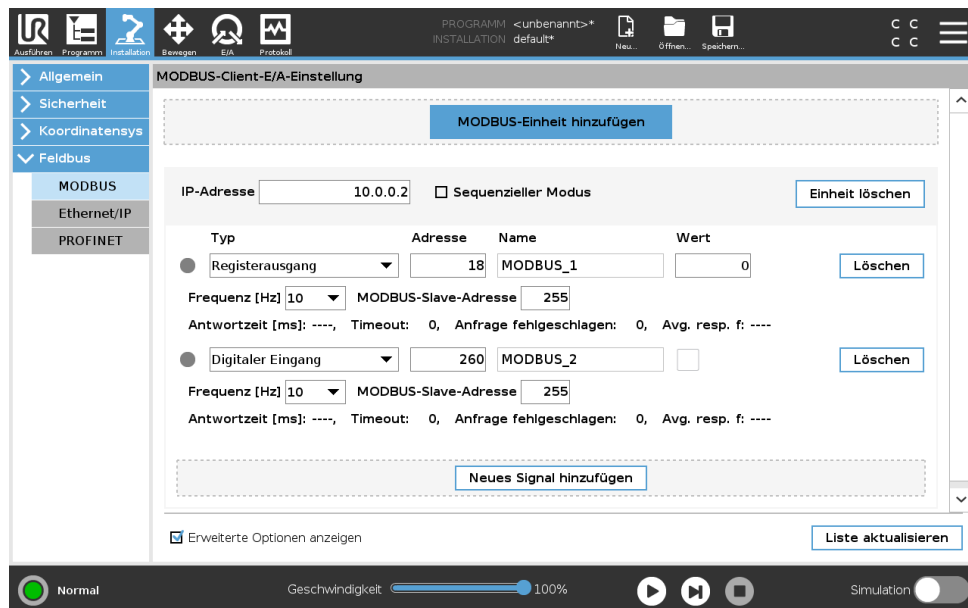 PROGRAMM <unbenannt>*
INSTALLATION default*
UR
Ausführen Programm Installation Bewegen E/A Protokoll Neu... Öffnen... Speichern...
C C
C C
Allgemein
Sicherheit
Koordinatensys
Feldbus
MODBUS
Ethernet/IP
PROFINET
MODBUS-Client-E/A-Einstellung
MODBUS-Einheit hinzufügen
IP-Adresse 10.0.0.2 Sequenzieller Modus Einheit löschen
Typ Adresse Name Wert
Registerausgang 18 MODBUS_1 0 Löschen
Frequenz [Hz] 10 MODBUS-Slave-Adresse 255
Antwortzeit [ms]: ----, Timeout: 0, Anfrage fehlgeschlagen: 0, Avg. resp. f: ----
Digitaler Eingang 260 MODBUS_2 Löschen
Frequenz [Hz] 10 MODBUS-Slave-Adresse 255
Antwortzeit [ms]: ----, Timeout: 0, Anfrage fehlgeschlagen: 0, Avg. resp. f: ----
Neues Signal hinzufügen
Erweiterte Optionen anzeigen Liste aktualisieren
Normal Geschwindigkeit 100% Simulation